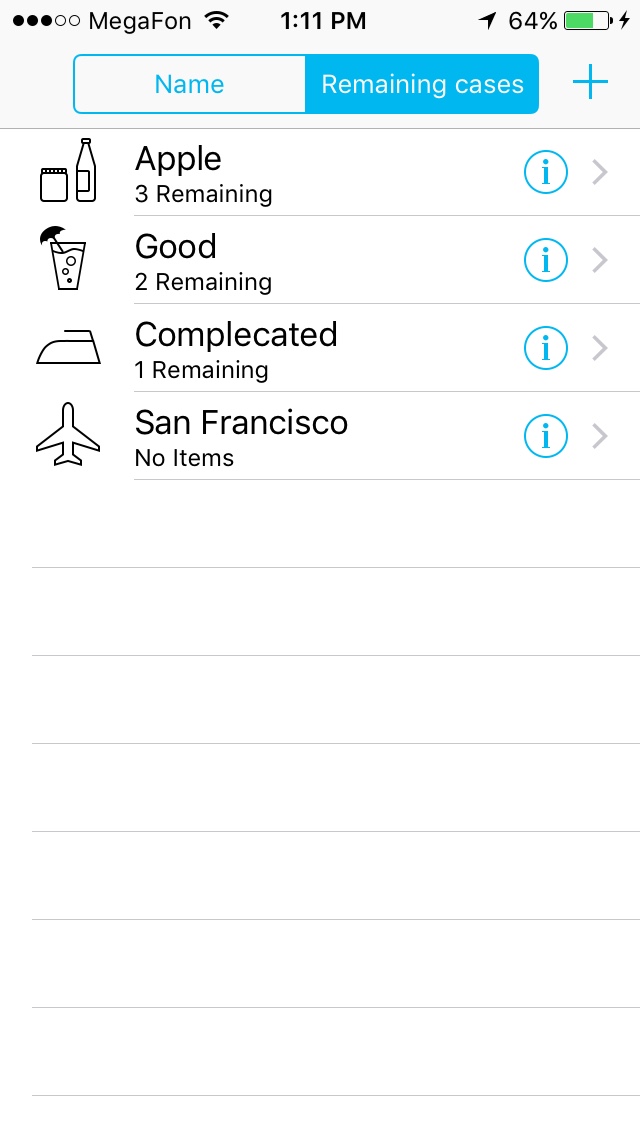 MegaFon 1:11 PM 64%
Name Remaining cases
Apple
3 Remaining
Good
2 Remaining
Complecated
1 Remaining
San Francisco
No Items